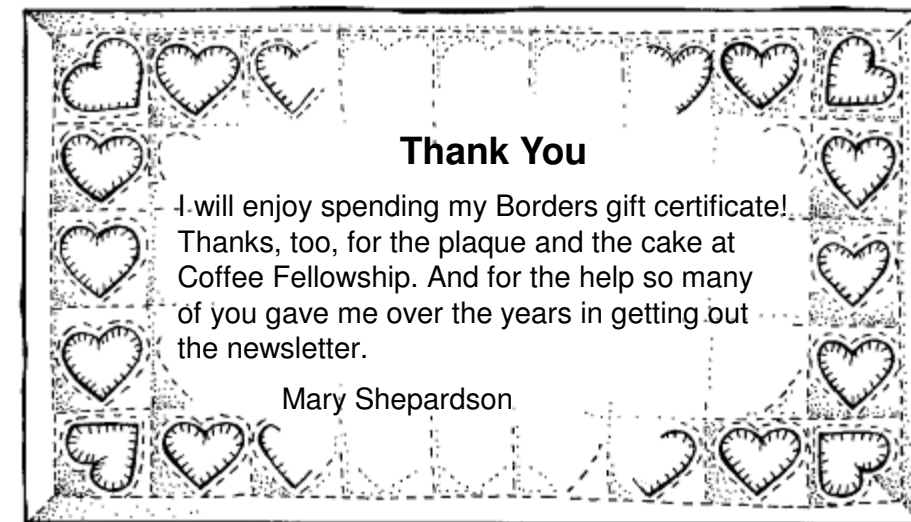 Thank You
I will enjoy spending my Borders gift certificate!
Thanks, too, for the plaque and the cake at
Coffee Fellowship. And for the help so many
of you gave me over the years in getting out
the newsletter.
Mary Shepardson